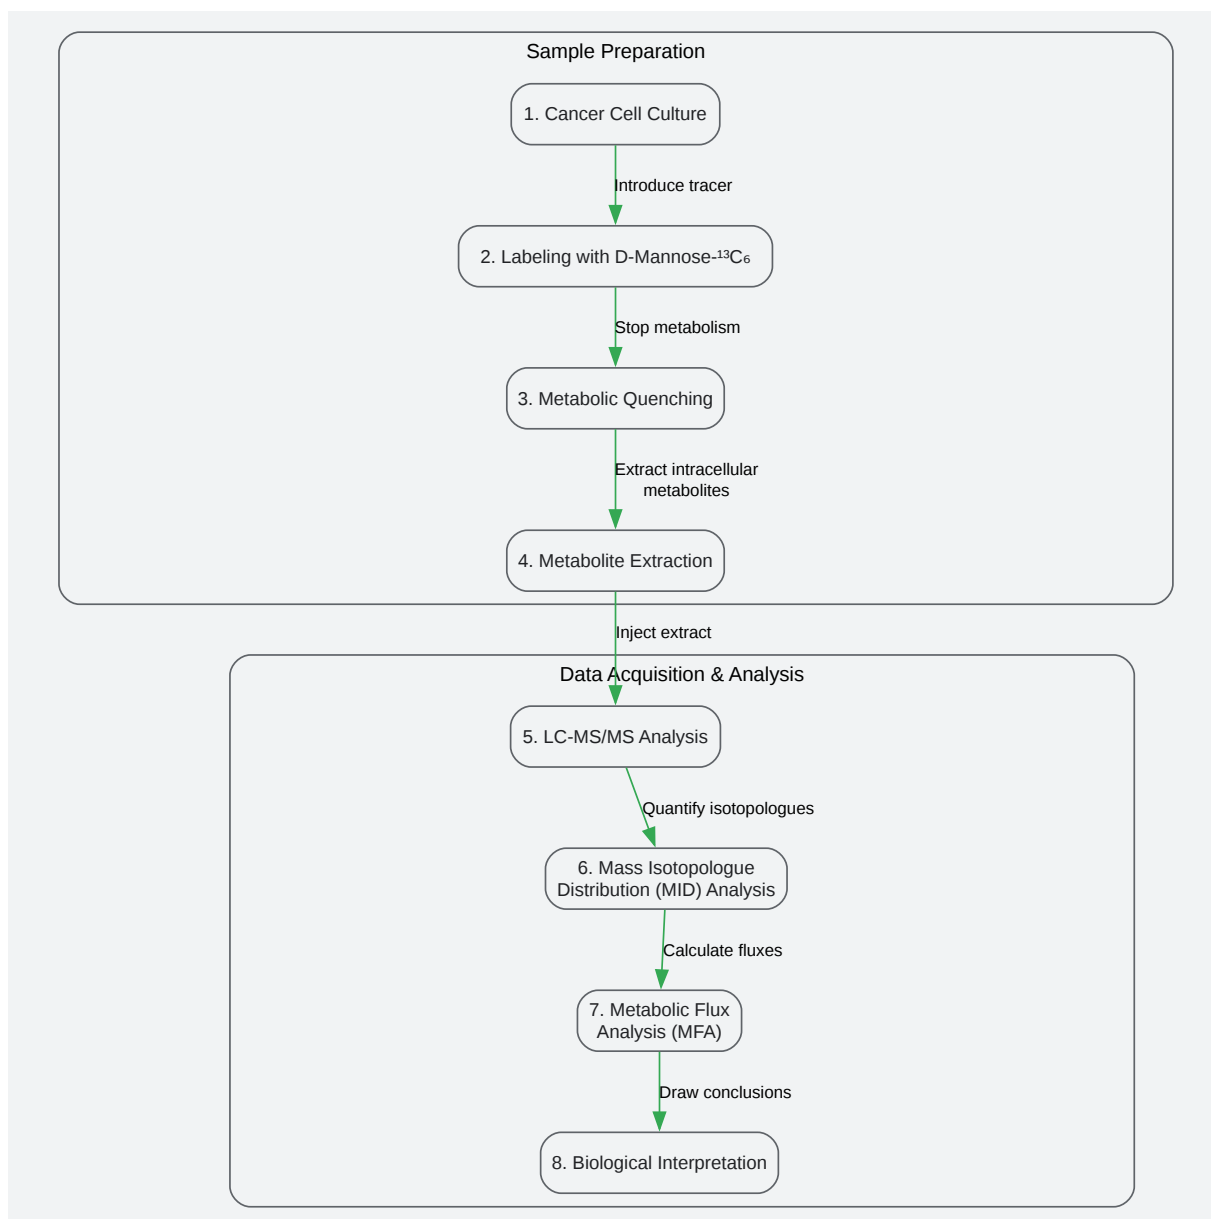 Sample Preparation
1. Cancer Cell Culture
Introduce tracer
2. Labeling with D-Mannose-¹³C₆
Stop metabolism
3. Metabolic Quenching
Extract intracellular
metabolites
4. Metabolite Extraction
Inject extract
Data Acquisition & Analysis
5. LC-MS/MS Analysis
Quantify isotopologues
6. Mass Isotopologue
Distribution (MID) Analysis
Calculate fluxes
7. Metabolic Flux
Analysis (MFA)
Draw conclusions
8. Biological Interpretation